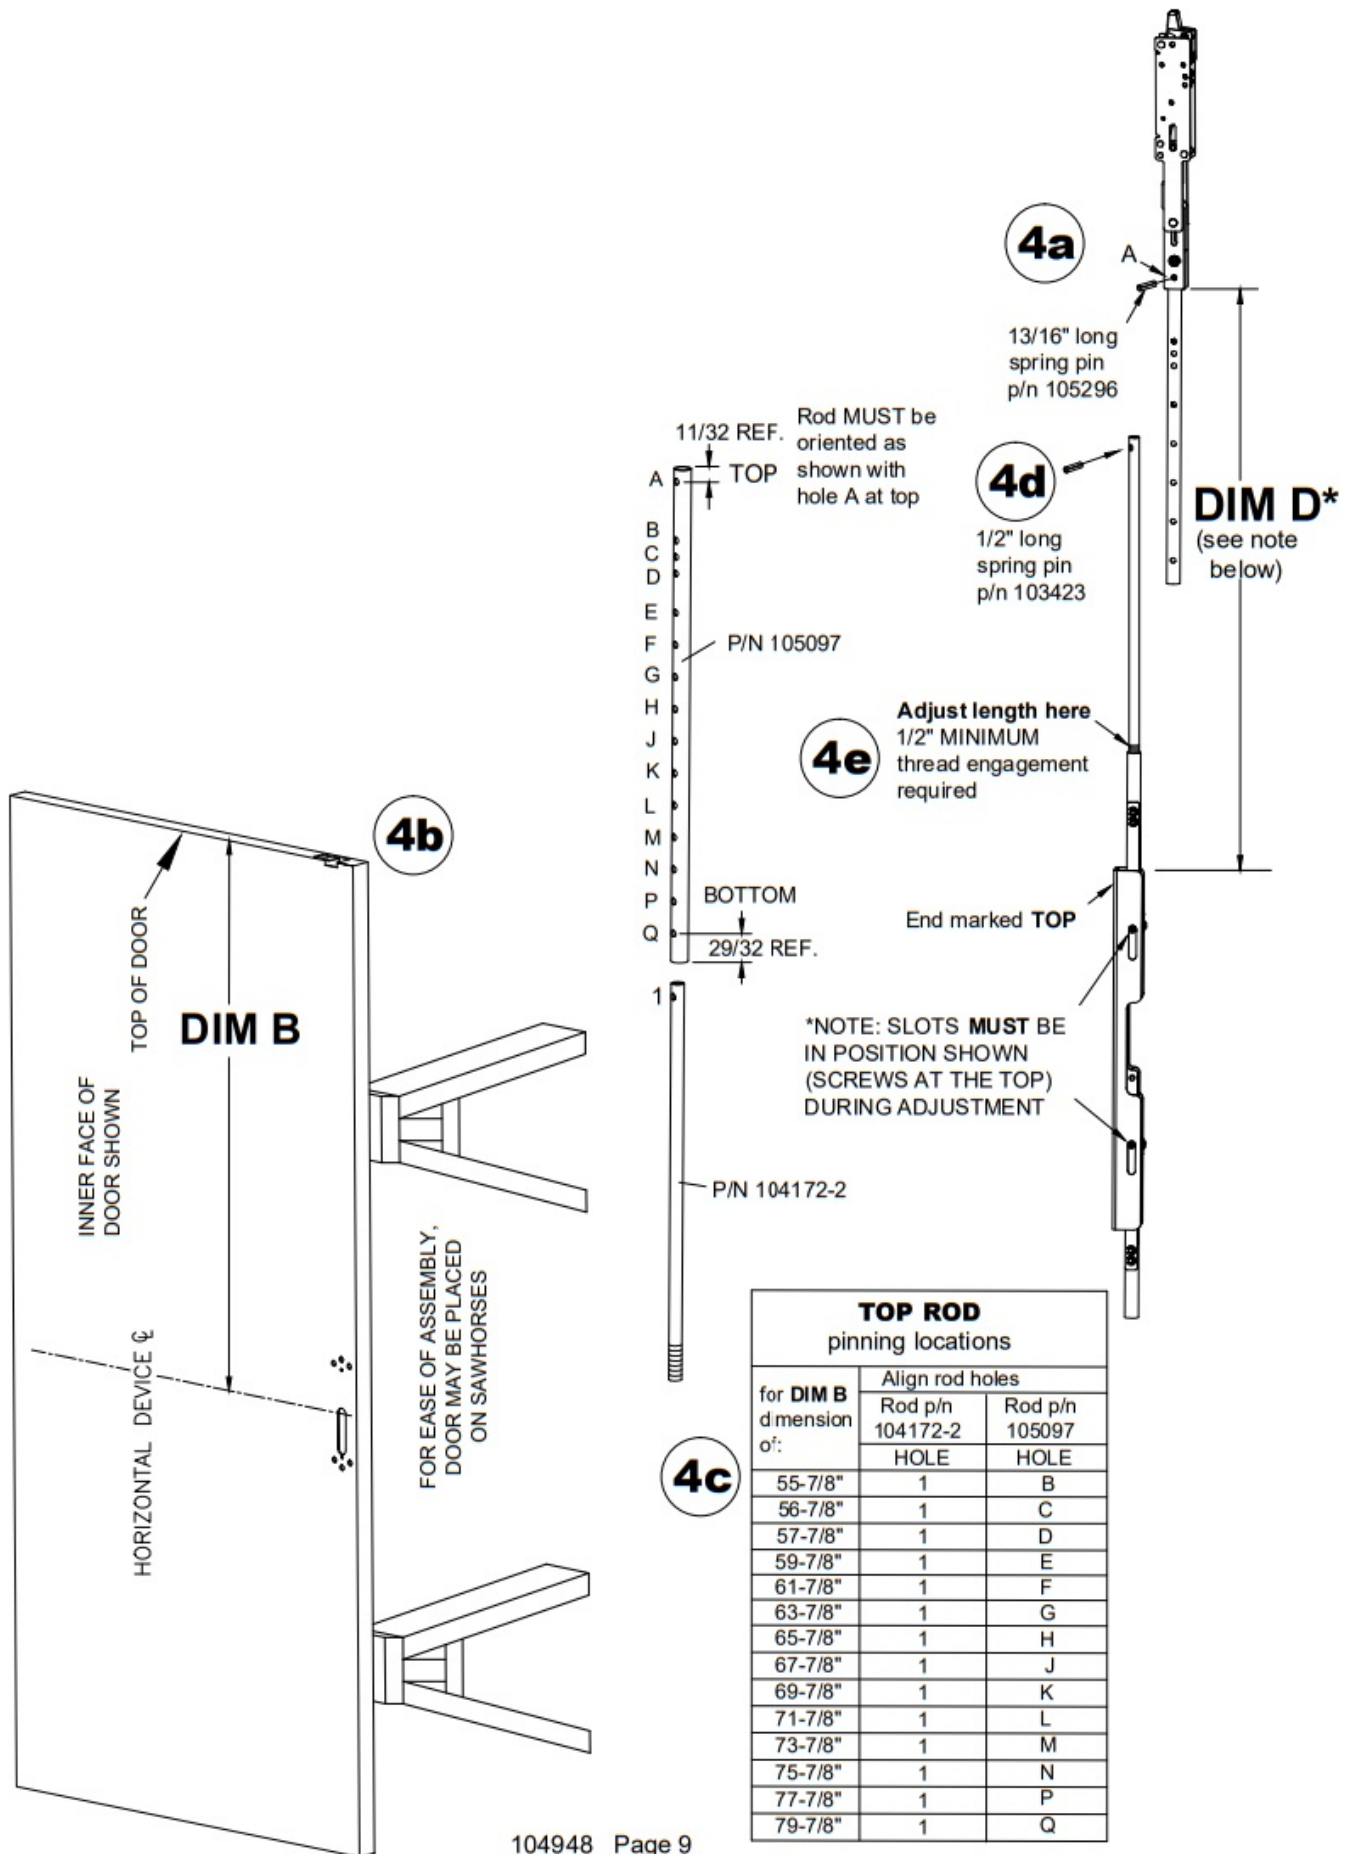 4a
A
13/16" long
spring pin
p/n 105296
11/32 REF.
TOP
Rod MUST be
oriented as
shown with
hole A at top
A
B
C
D
E
F
G
H
J
K
L
M
N
P
Q
P/N 105097
BOTTOM
29/32 REF.
4d
1/2" long
spring pin
p/n 103423
DIM D*
(see note
below)
4e
Adjust length here
1/2" MINIMUM
thread engagement
required
End marked TOP
*NOTE: SLOTS MUST BE
IN POSITION SHOWN
(SCREWS AT THE TOP)
DURING ADJUSTMENT
1
P/N 104172-2
4b
TOP OF DOOR
DIM B
INNER FACE OF
DOOR SHOWN
HORIZONTAL DEVICE ℄
FOR EASE OF ASSEMBLY,
DOOR MAY BE PLACED
ON SAWHORSES
4c
TOP ROD
pinning locations
for DIM B
dimension
of:
Align rod holes
Rod p/n
104172-2
Rod p/n
105097
HOLE HOLE
55-7/8" 1 B
56-7/8" 1 C
57-7/8" 1 D
59-7/8" 1 E
61-7/8" 1 F
63-7/8" 1 G
65-7/8" 1 H
67-7/8" 1 J
69-7/8" 1 K
71-7/8" 1 L
73-7/8" 1 M
75-7/8" 1 N
77-7/8" 1 P
79-7/8" 1 Q
104948 Page 9